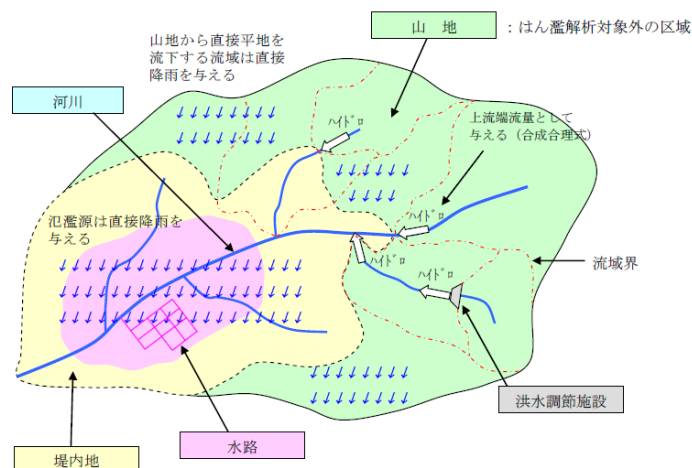 山 地
：はん濫解析対象外の区域
山地から直接平地を
流下する流域は直接
降雨を与える
河川
ﾊｲﾄﾞﾛ
上流端流量として
与える（合成合理式）
ﾊｲﾄﾞﾛ
氾濫源は直接降雨を
与える
ﾊｲﾄﾞﾛ
ﾊｲﾄﾞﾛ
流域界
洪水調節施設
水路
堤内地